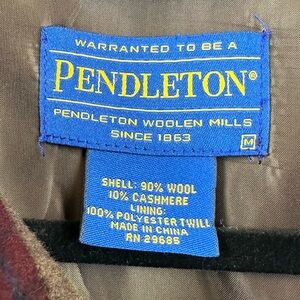 WARRANTED TO BE A
PENDLETON®
PENDLETON WOOLEN MILLS
SINCE 1863
M
SHELL: 90% WOOL
10% CASHMERE
LINING:
100% POLYESTER TWILL
MADE IN CHINA
RN 29685